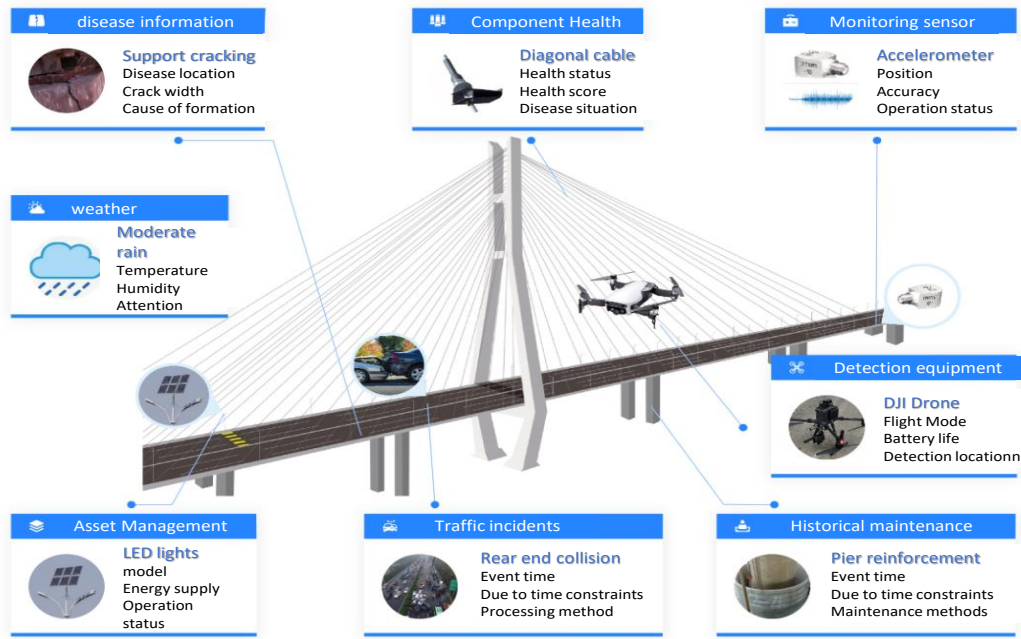 disease information
Support cracking
Disease location
Crack width
Cause of formation
Component Health
Diagonal cable
Health status
Health score
Disease situation
Monitoring sensor
Accelerometer
Position
Accuracy
Operation status
weather
Moderate
rain
Temperature
Humidity
Attention
Detection equipment
DJI Drone
Flight Mode
Battery life
Detection locationn
Asset Management
LED lights
model
Energy supply
Operation
status
Traffic incidents
Rear end collision
Event time
Due to time constraints
Processing method
Historical maintenance
Pier reinforcement
Event time
Due to time constraints
Maintenance methods